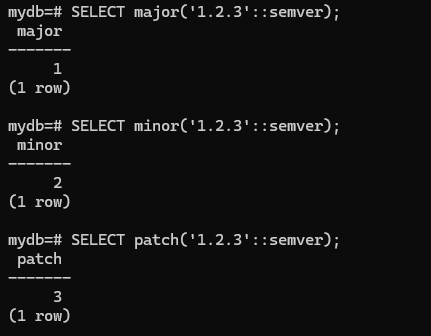 mydb=# SELECT major('1.2.3'::semver);
 major
-------
     1
(1 row)

mydb=# SELECT minor('1.2.3'::semver);
 minor
-------
     2
(1 row)

mydb=# SELECT patch('1.2.3'::semver);
 patch
-------
     3
(1 row)